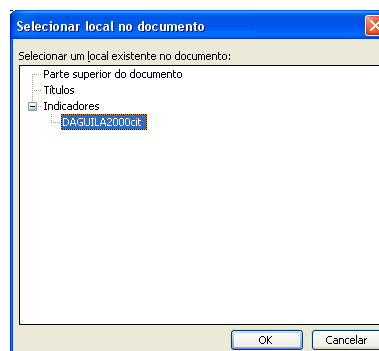 Selecionar local no documento
Selecionar um local existente no documento:
Parte superior do documento
Títulos
Indicadores
DAGUILA2000cit
OK
Cancelar